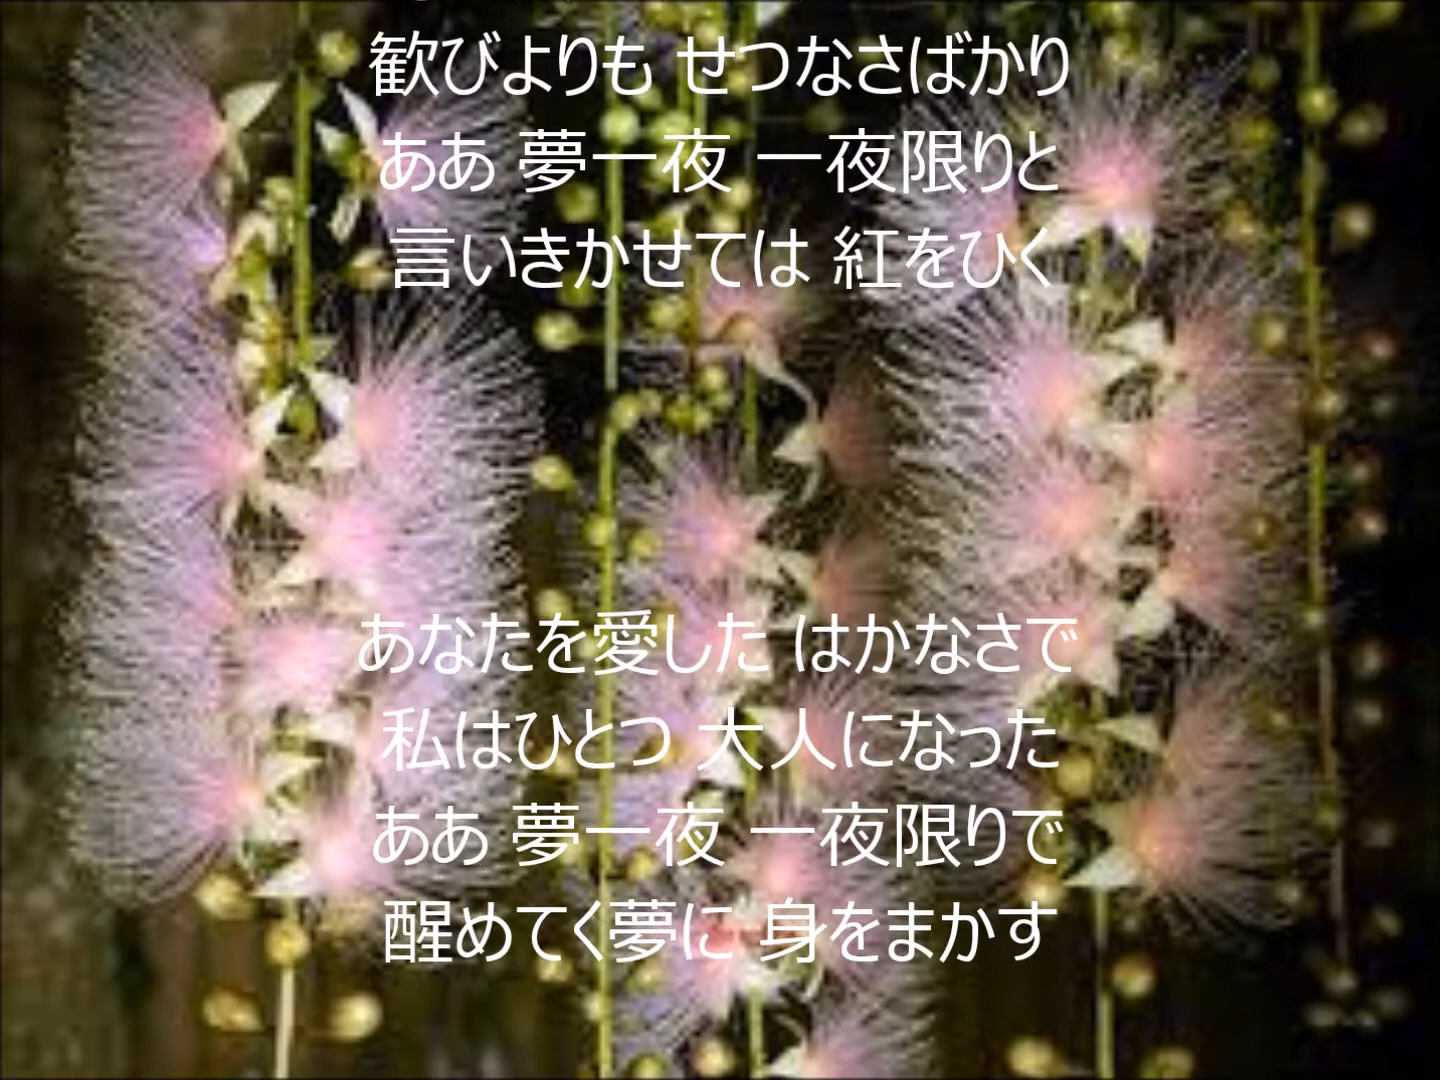 歓びよりも せつなさばかり
ああ 夢一夜 一夜限りと
言いきかせては 紅をひく
あなたを愛した はかなさで
私はひとつ 大人になった
ああ 夢一夜 一夜限りで
醒めてく夢に 身をまかす